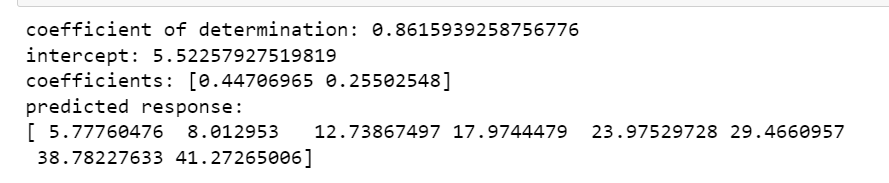 coefficient of determination: 0.8615939258756776
intercept: 5.52257927519819
coefficients: [0.44706965 0.25502548]
predicted response:
[ 5.77760476  8.012953   12.73867497 17.9744479  23.97529728 29.4660957
 38.78227633 41.27265006]